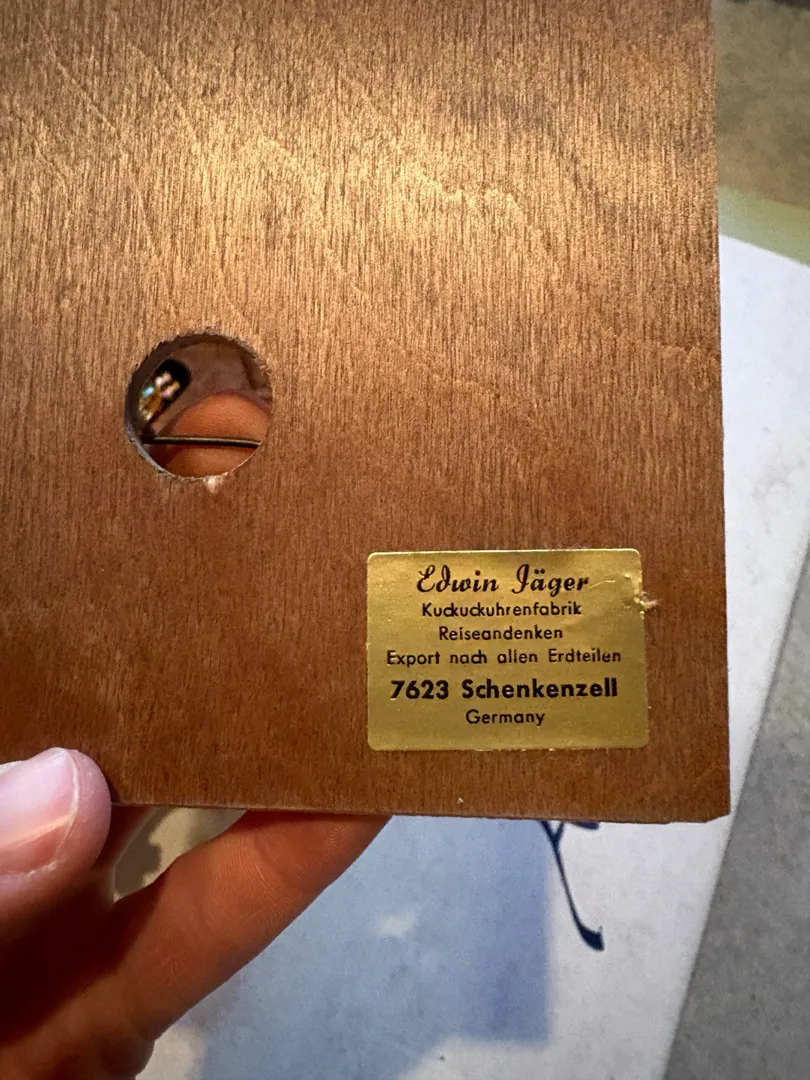 Edwin Jäger
Kuckuckuhrenfabrik
Reiseandenken
Export nach allen Erdteilen
7623 Schenkenzell
Germany